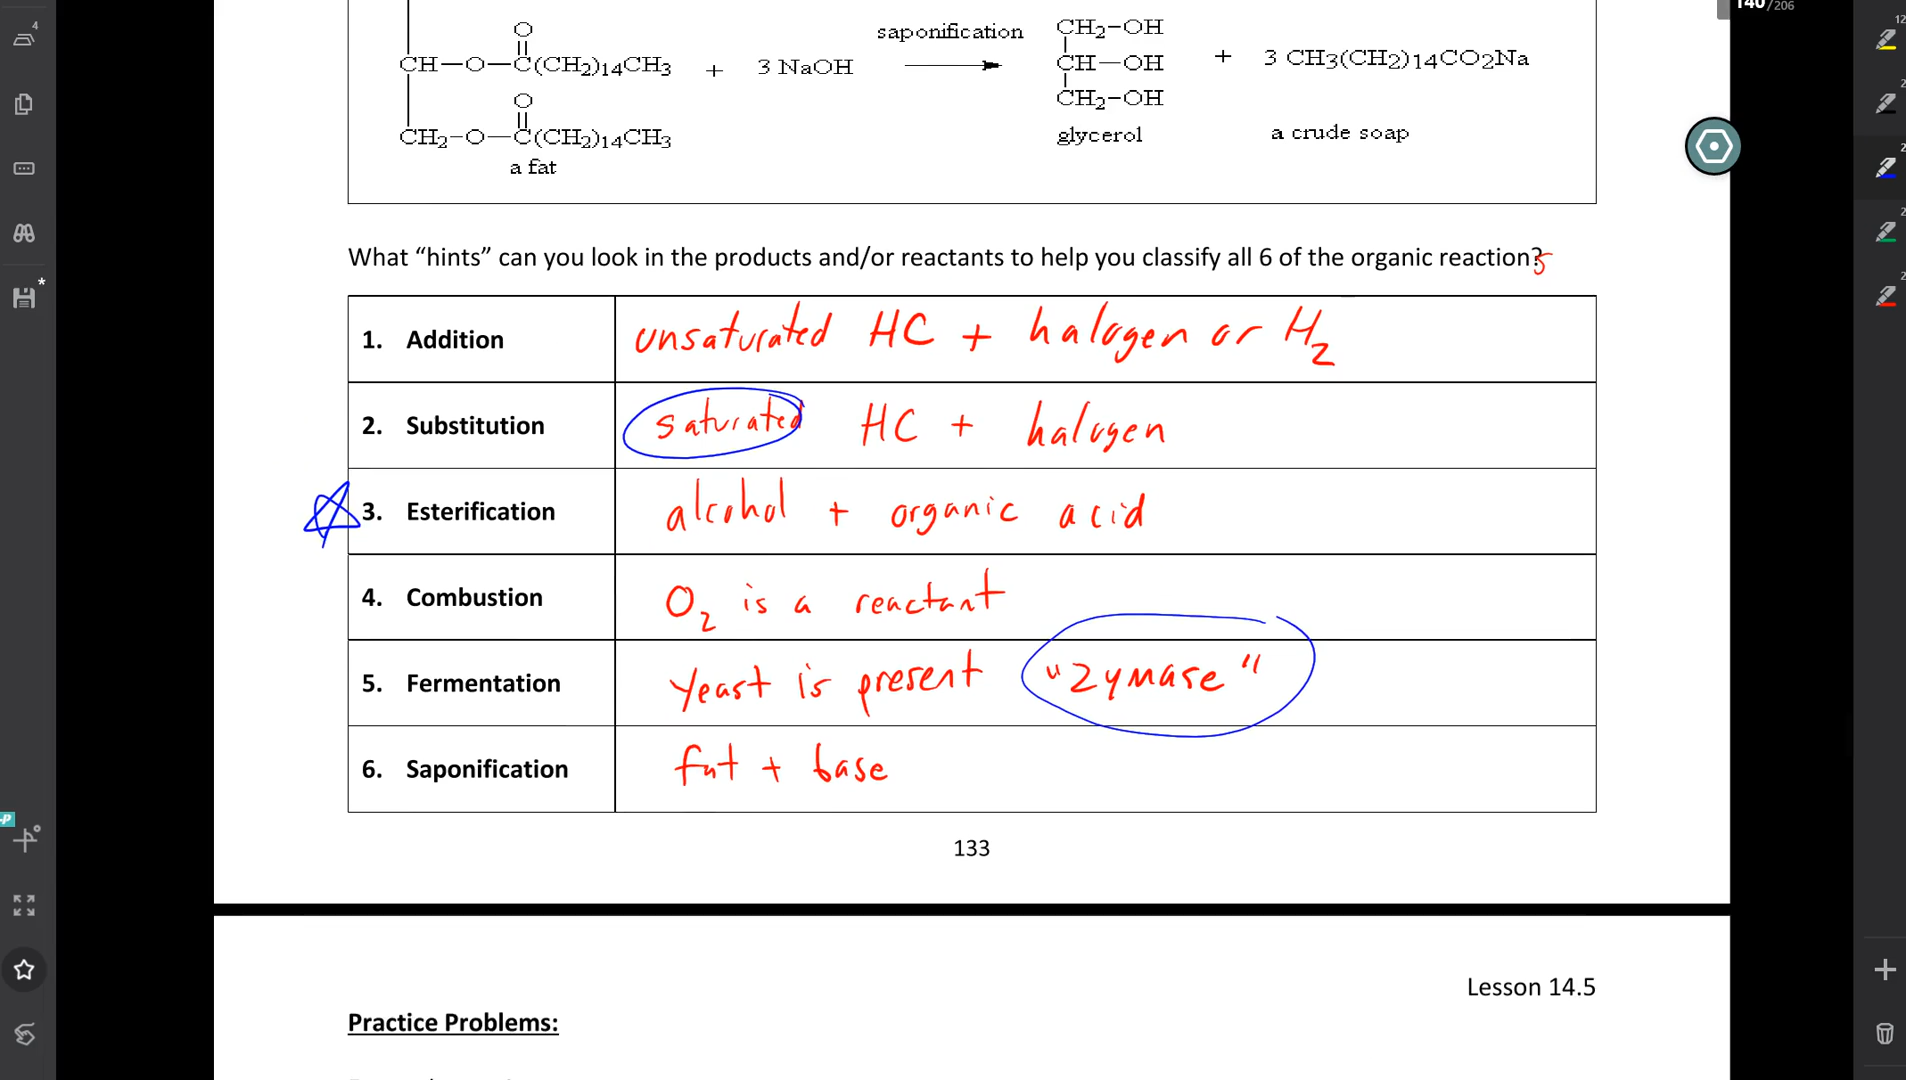 140/206
O
CH—O—C(CH2)14CH3 + 3 NaOH
saponification
CH2–OH
CH—OH
CH2–OH
+ 3 CH3(CH2)14CO2Na
O
CH2–O—C(CH2)14CH3
a fat
glycerol
a crude soap
What “hints” can you look in the products and/or reactants to help you classify all 6 of the organic reaction?s
1. Addition unsaturated HC + halogen or H2
2. Substitution saturated HC + halogen
3. Esterification alcohol + organic acid
4. Combustion O2 is a reactant
5. Fermentation Yeast is present "Zymase"
6. Saponification fat + base
133
Lesson 14.5
Practice Problems: